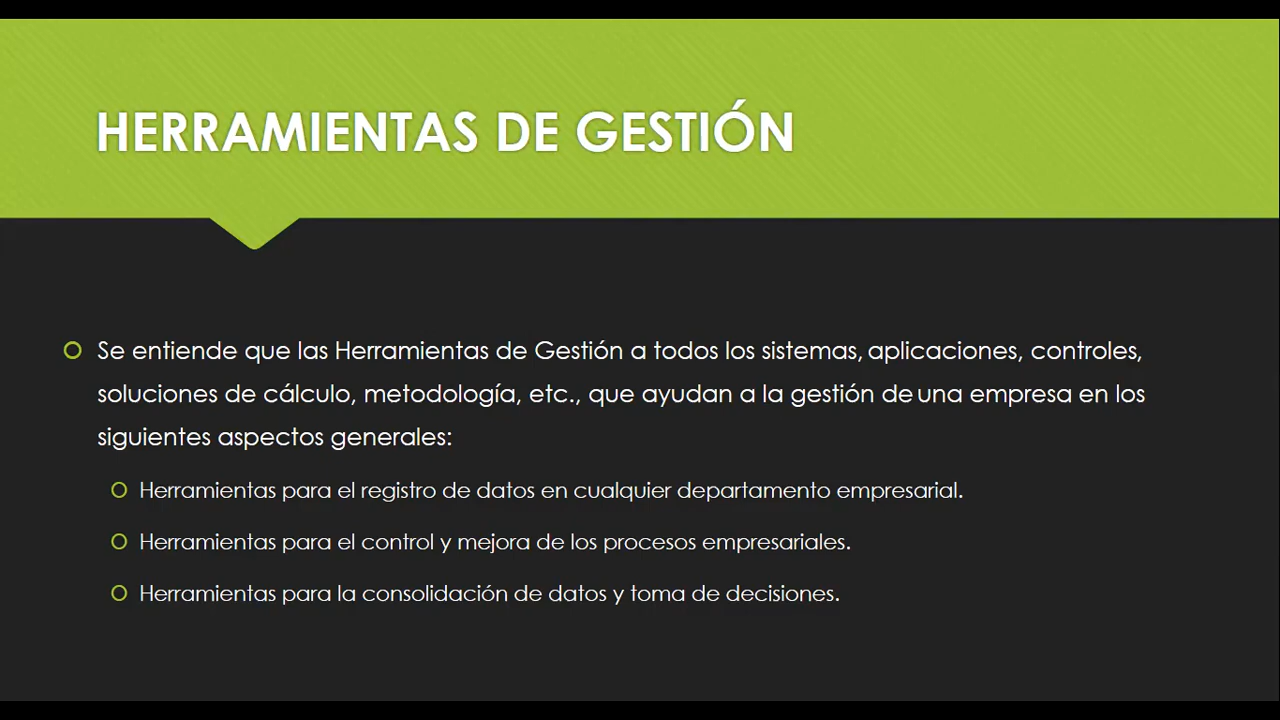 HERRAMIENTAS DE GESTIÓN
Se entiende que las Herramientas de Gestión a todos los sistemas, aplicaciones, controles,
soluciones de cálculo, metodología, etc., que ayudan a la gestión de una empresa en los
siguientes aspectos generales:
Herramientas para el registro de datos en cualquier departamento empresarial.
Herramientas para el control y mejora de los procesos empresariales.
Herramientas para la consolidación de datos y toma de decisiones.